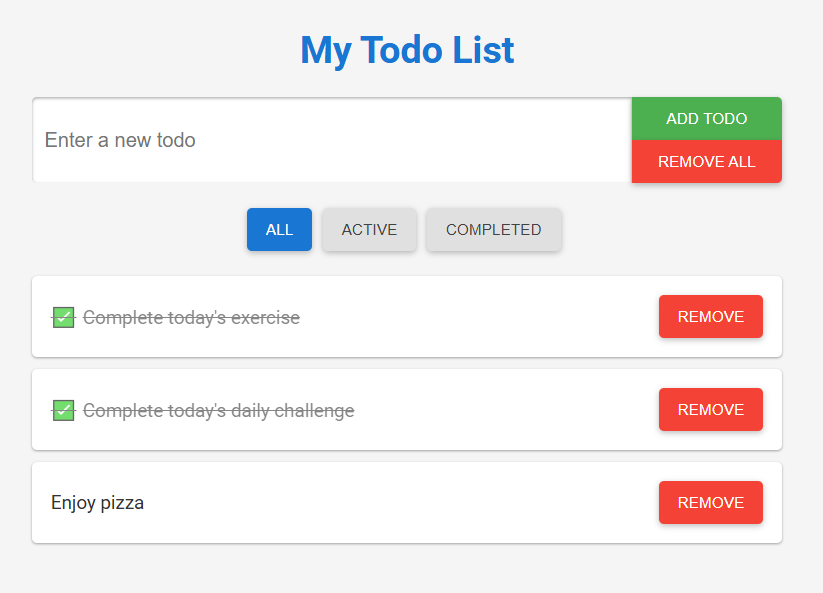 My Todo List
Enter a new todo
ADD TODO
REMOVE ALL
ALL
ACTIVE
COMPLETED
✅ Complete today's exercise
REMOVE
✅ Complete today's daily challenge
REMOVE
Enjoy pizza
REMOVE